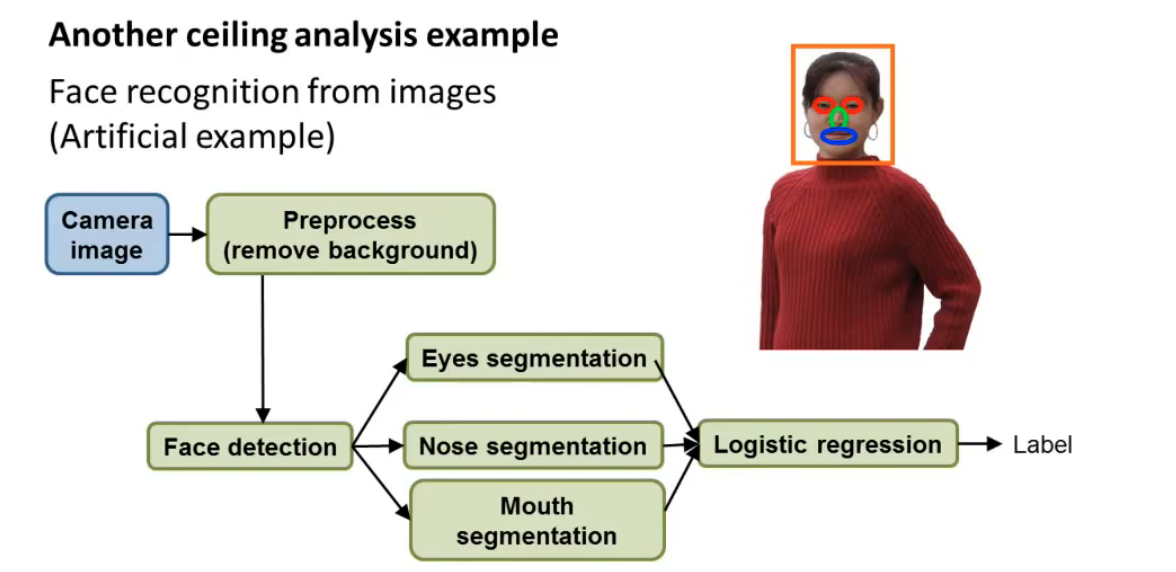 Another ceiling analysis example
Face recognition from images
(Artificial example)
Camera
image
Preprocess
(remove background)
Eyes segmentation
Face detection
Nose segmentation
Logistic regression
Label
Mouth
segmentation